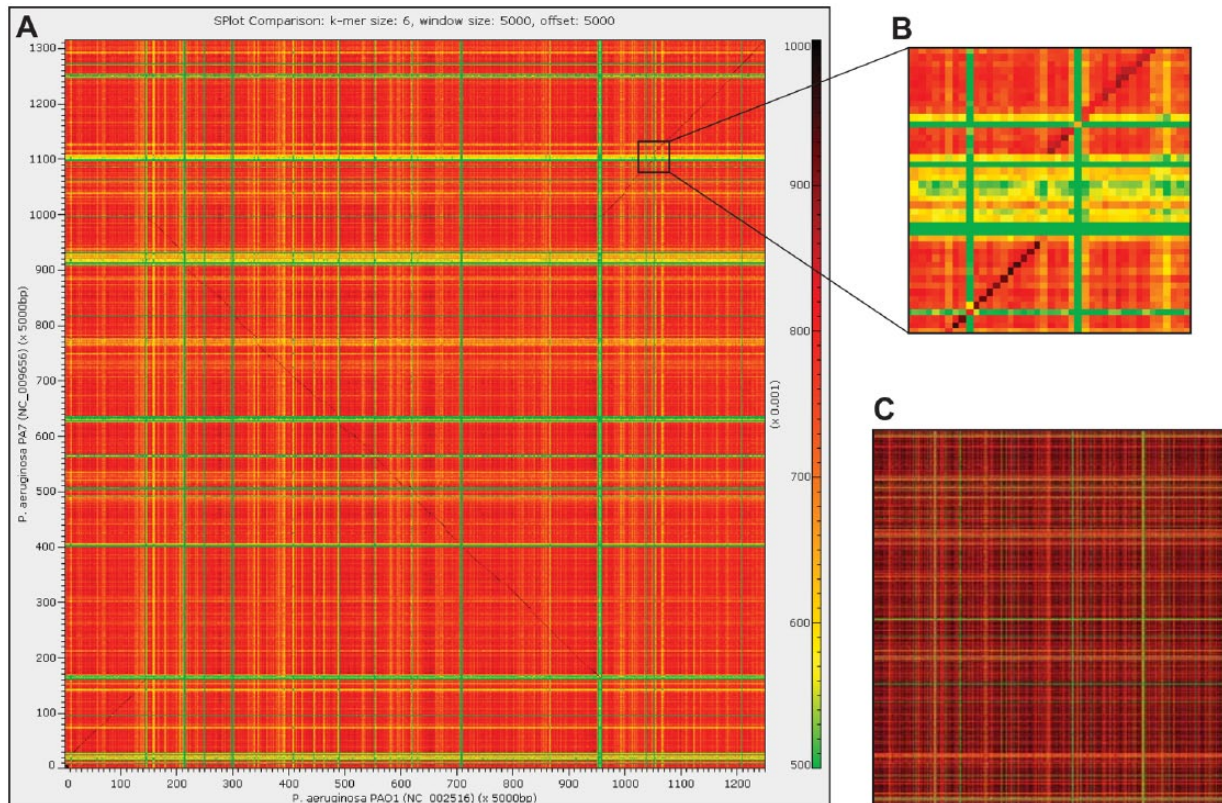 A
SPlot Comparison: k-mer size: 6, window size: 5000, offset: 5000
B
1300
1200
1100
1000
900
800
700
600
500
400
300
200
100
0
P. aeruginosa PA7 (NC_009656) (x 5000bp)
0 100 200 300 400 500 600 700 800 900 1000 1100 1200
P. aeruginosa PAO1 (NC_002516) (x 5000bp)
1000
900
800
700
600
500
(x 0.001)
C